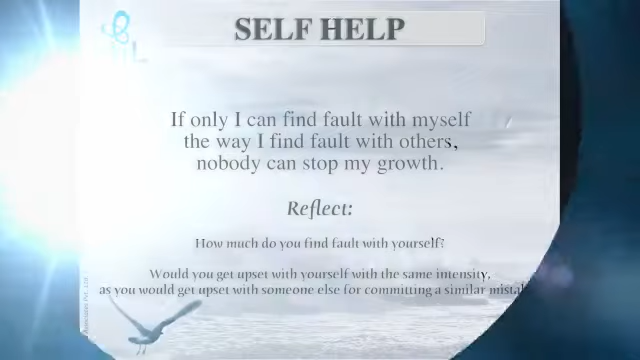 SELF HELP
If only I can find fault with myself
the way I find fault with others,
nobody can stop my growth.
Reflect:
How much do you find fault with yourself?
Would you get upset with yourself with the same intensity,
as you would get upset with someone else for committing a similar